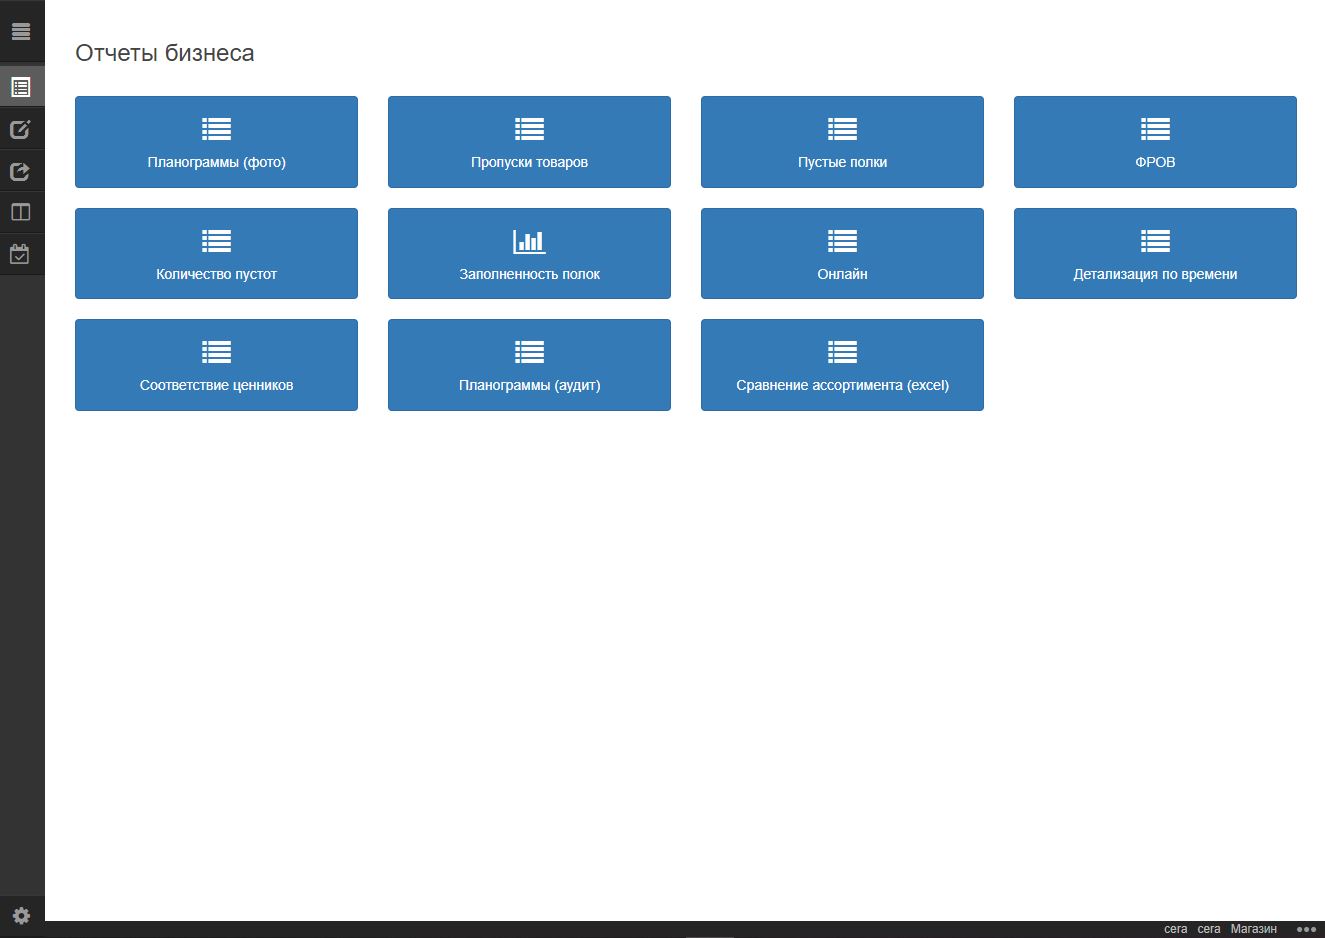 Отчеты бизнеса
Планограммы (фото)
Пропуски товаров
Пустые полки
ФРОВ
Количество пустот
Заполненность полок
Онлайн
Детализация по времени
Соответствие ценников
Планограммы (аудит)
Сравнение ассортимента (excel)
cera cera Магазин